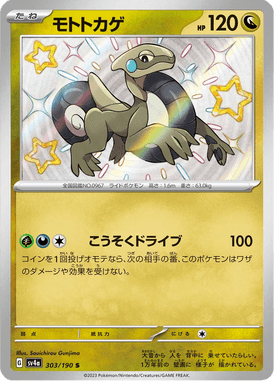 たね
モトトカゲ
HP 120
全国図鑑NO.0967 ライドポケモン 高さ：1.6m 重さ：63.0kg
こうそくドライブ 100
コインを1回投げオモテなら、次の相手の番、このポケモンはワザのダメージや効果を受けない。
弱点 抵抗力 にげる
Illus. Souichirou Gunjima
sv4a 303/190 S
©2023 Pokémon/Nintendo/Creatures/GAME FREAK.